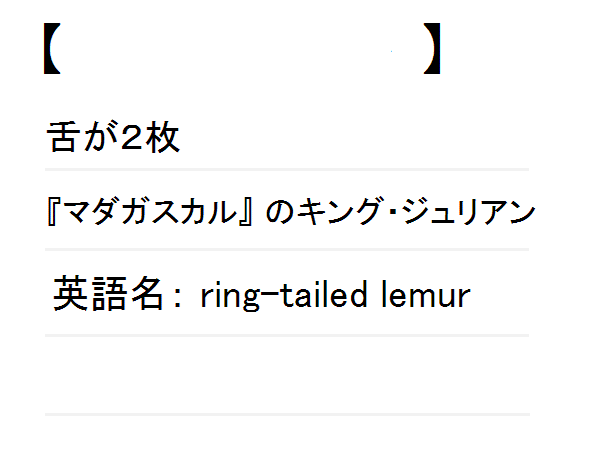 【 】
舌が２枚
『マダガスカル』のキング・ジュリアン
英語名： ring-tailed lemur